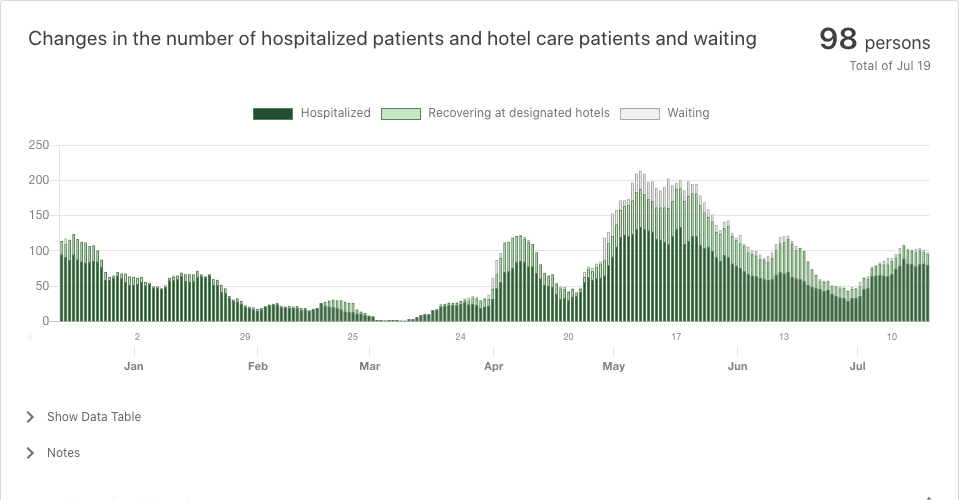 Changes in the number of hospitalized patients and hotel care patients and waiting
98 persons
Total of Jul 19
Hospitalized Recovering at designated hotels Waiting
250
200
150
100
50
0
2 29 25 24 20 17 13 10
Jan Feb Mar Apr May Jun Jul
Show Data Table
Notes